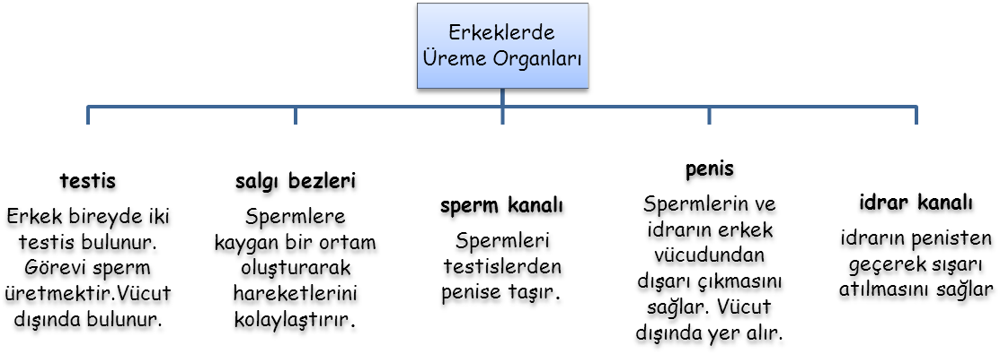 Erkeklerde
Üreme Organları
testis
Erkek bireyde iki
testis bulunur.
Görevi sperm
üretmektir.Vücut
dışında bulunur.
salgı bezleri
Spermlere
kaygan bir ortam
oluşturarak
hareketlerini
kolaylaştırır.
sperm kanalı
Spermleri
testislerden
penise taşır.
penis
Spermlerin ve
idrarın erkek
vücudundan
dışarı çıkmasını
sağlar. Vücut
dışında yer alır.
idrar kanalı
idrarın penisten
geçerek sışarı
atılmasını sağlar